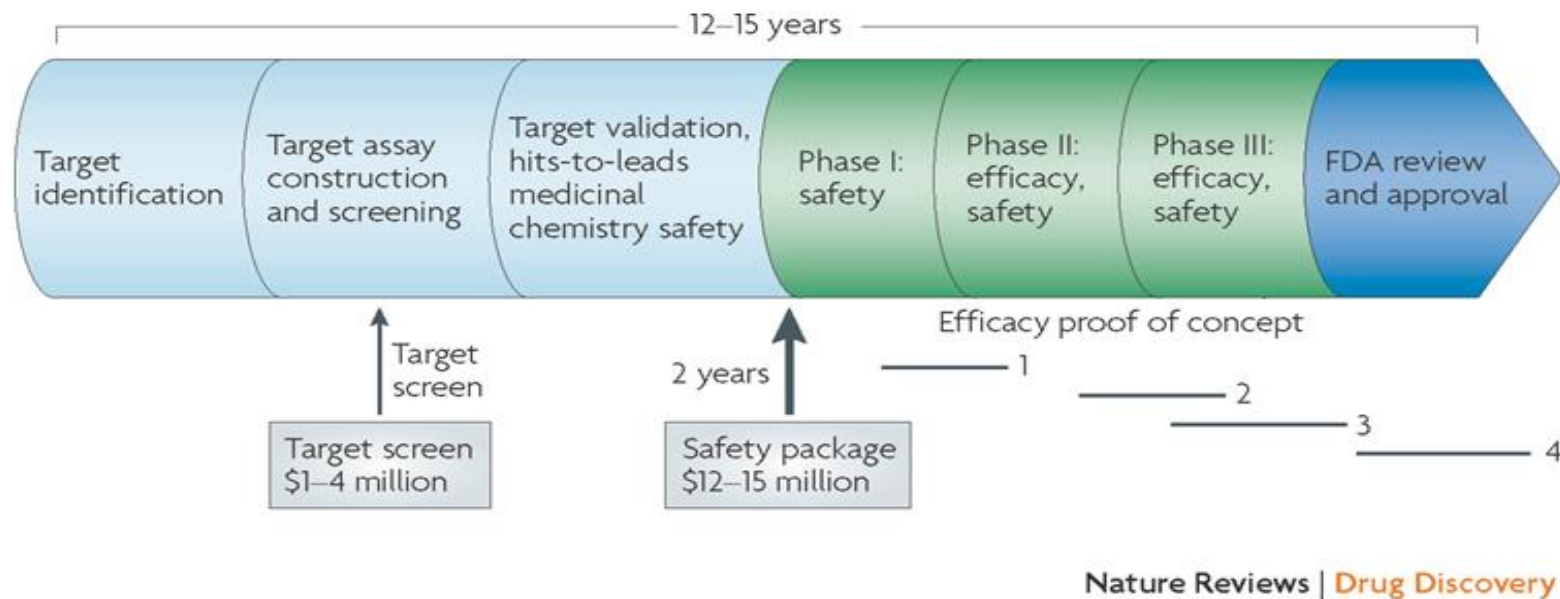 12–15 years
Target
identification
Target assay
construction
and screening
Target validation,
hits-to-leads
medicinal
chemistry safety
Phase I:
safety
Phase II:
efficacy,
safety
Phase III:
efficacy,
safety
FDA review
and approval
Efficacy proof of concept
Target
screen
2 years
1
2
3
4
Target screen
$1–4 million
Safety package
$12–15 million
Nature Reviews | Drug Discovery